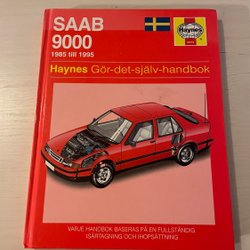 SAAB
9000
1985 till 1995
Haynes
Haynes Gör-det-själv-handbok
VARJE HANDBOK BASERAS PÅ EN FULLSTÄNDIG
ISÄRTAGNING OCH IHOPSÄTTNING